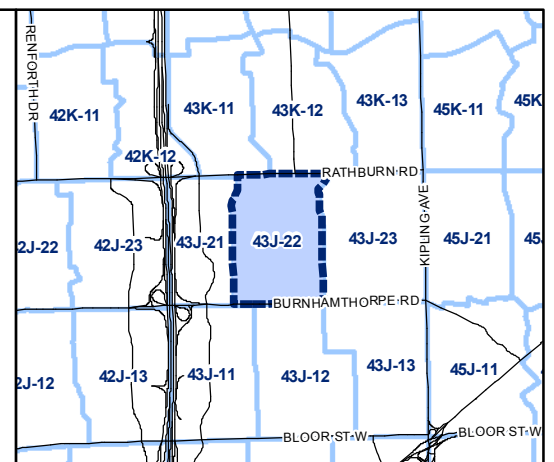 RENFORTH DR
42K-11
43K-11
43K-12
43K-13
45K-11
45K
42K-12
RATHBURN RD
KIPLING AVE
2J-22
42J-23
43J-21
43J-22
43J-23
45J-21
45J
BURNHAMTHORPE RD
2J-12
42J-13
43J-11
43J-12
43J-13
45J-11
BLOOR ST W
BLOOR ST W